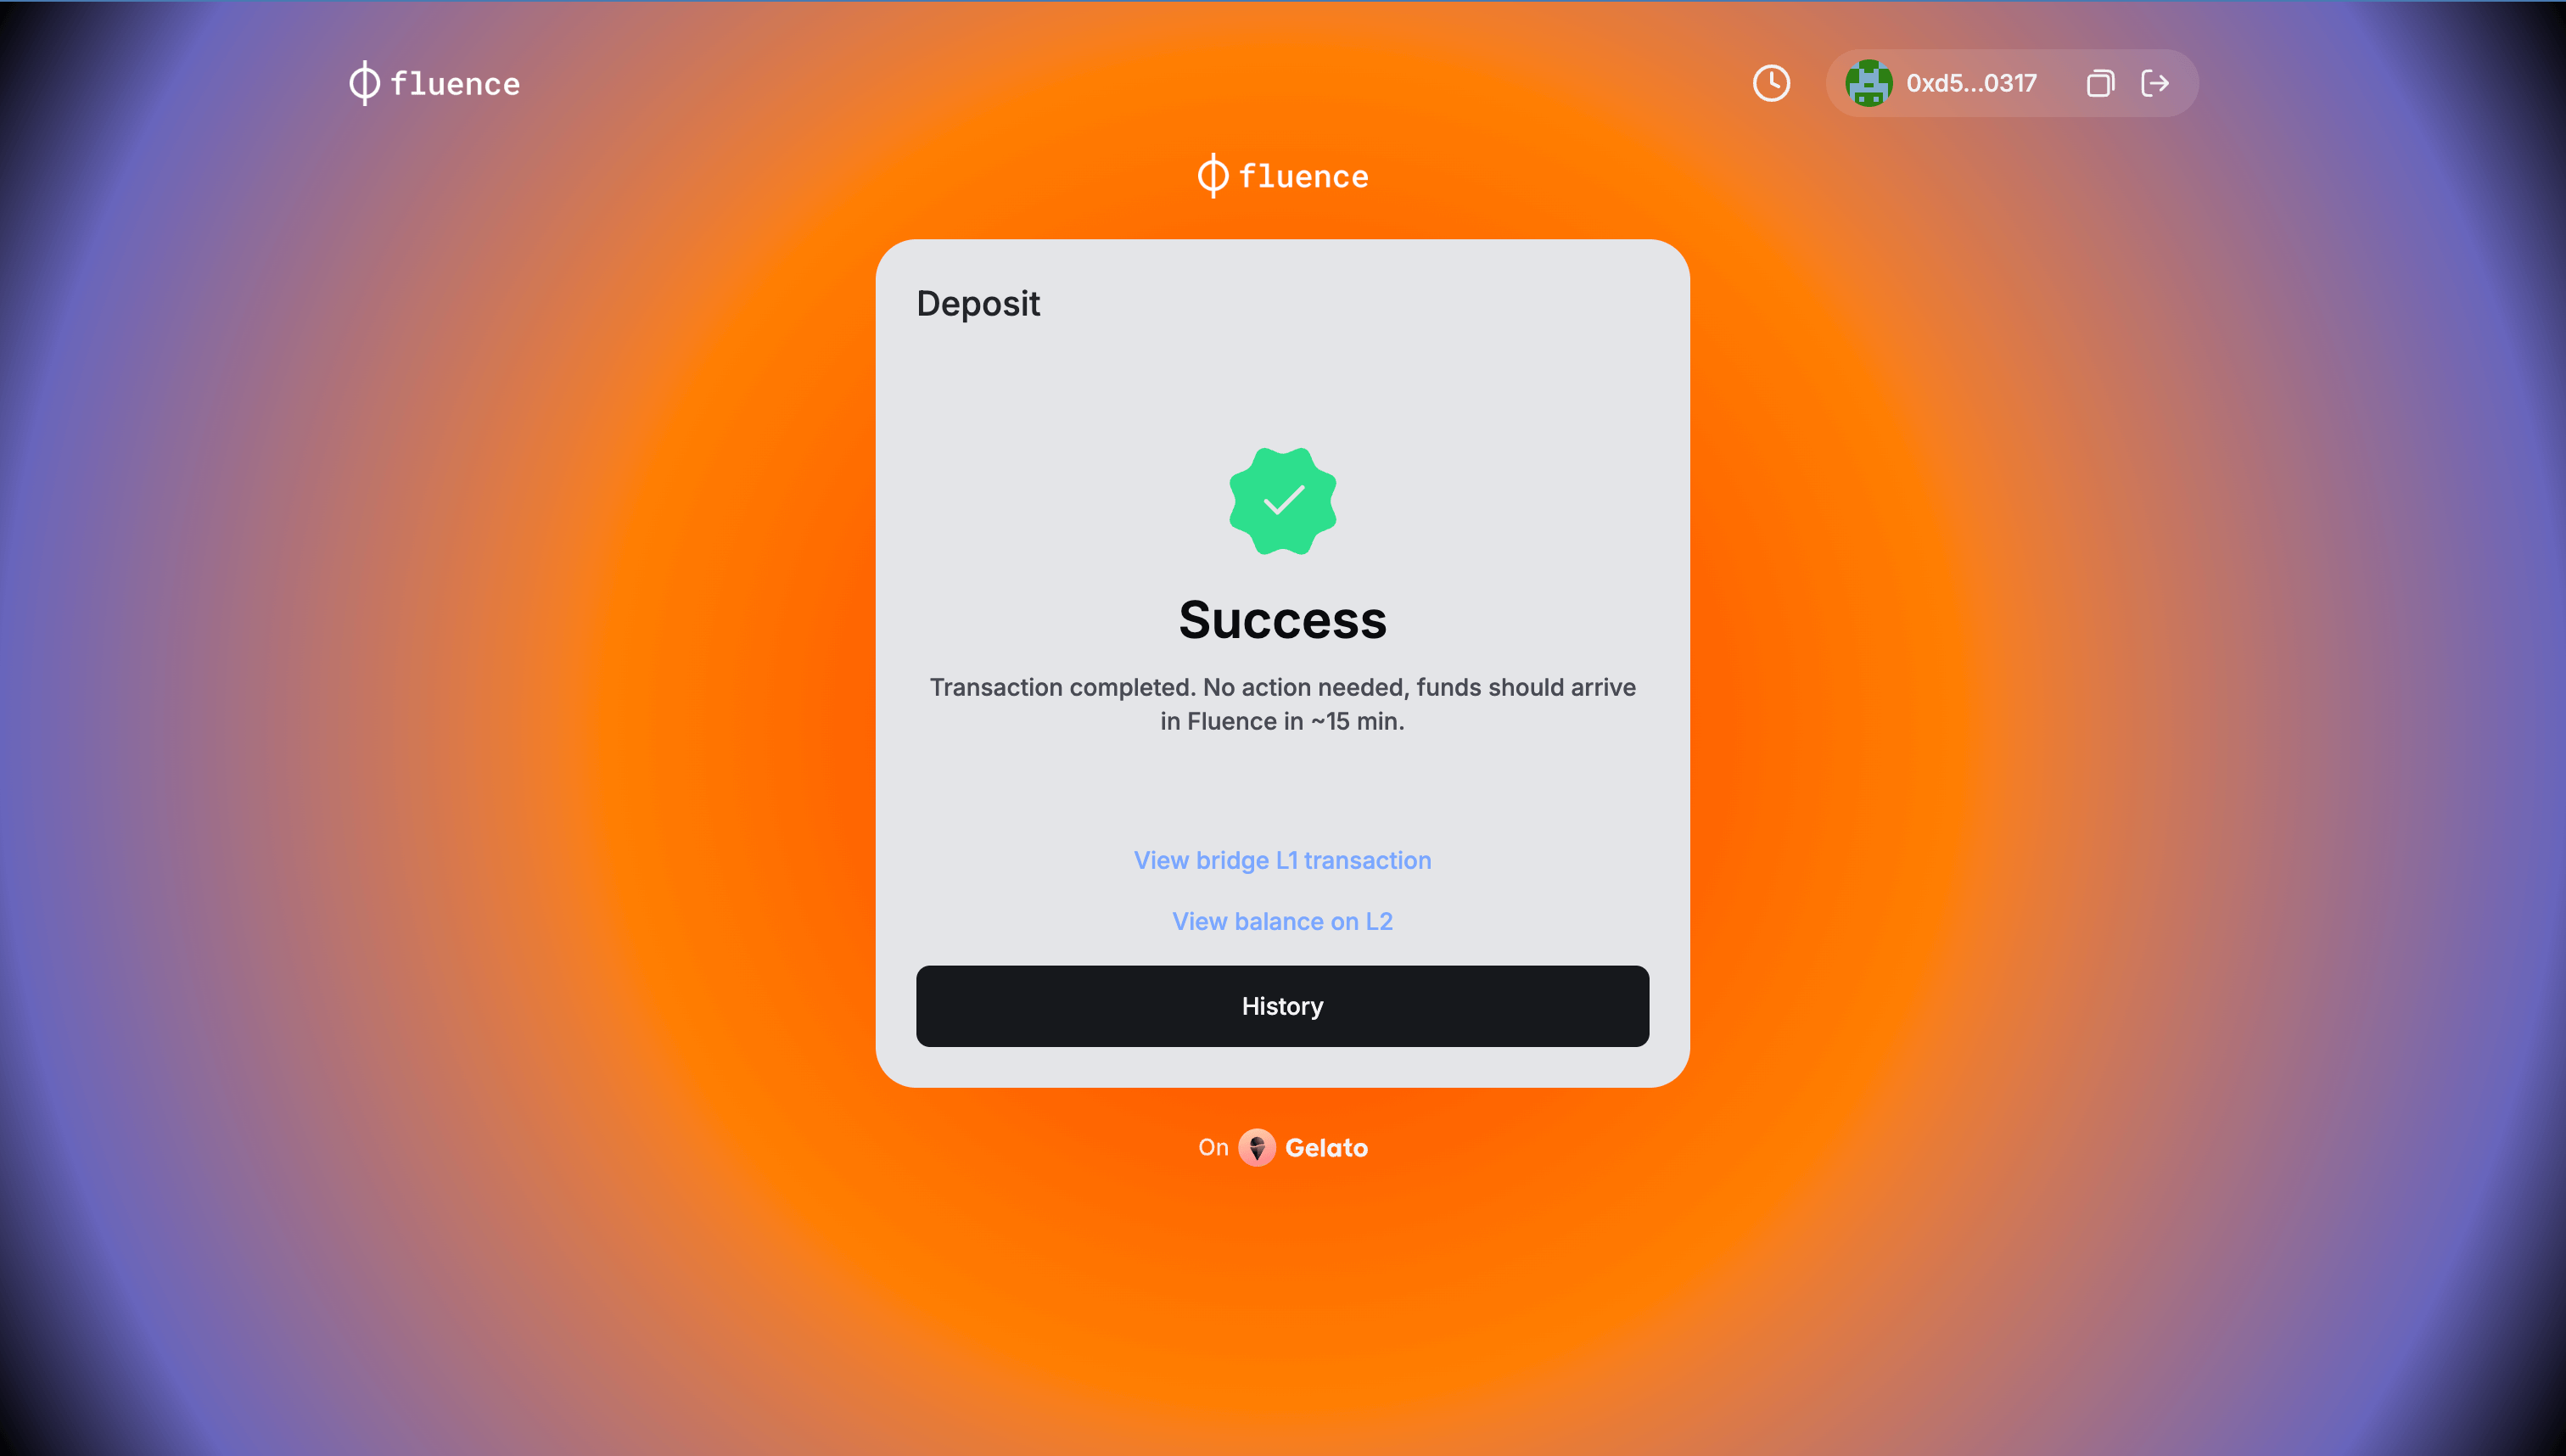 fluence
0xd5...0317
fluence
Deposit
Success
Transaction completed. No action needed, funds should arrive
in Fluence in ~15 min.
View bridge L1 transaction
View balance on L2
History
On Gelato